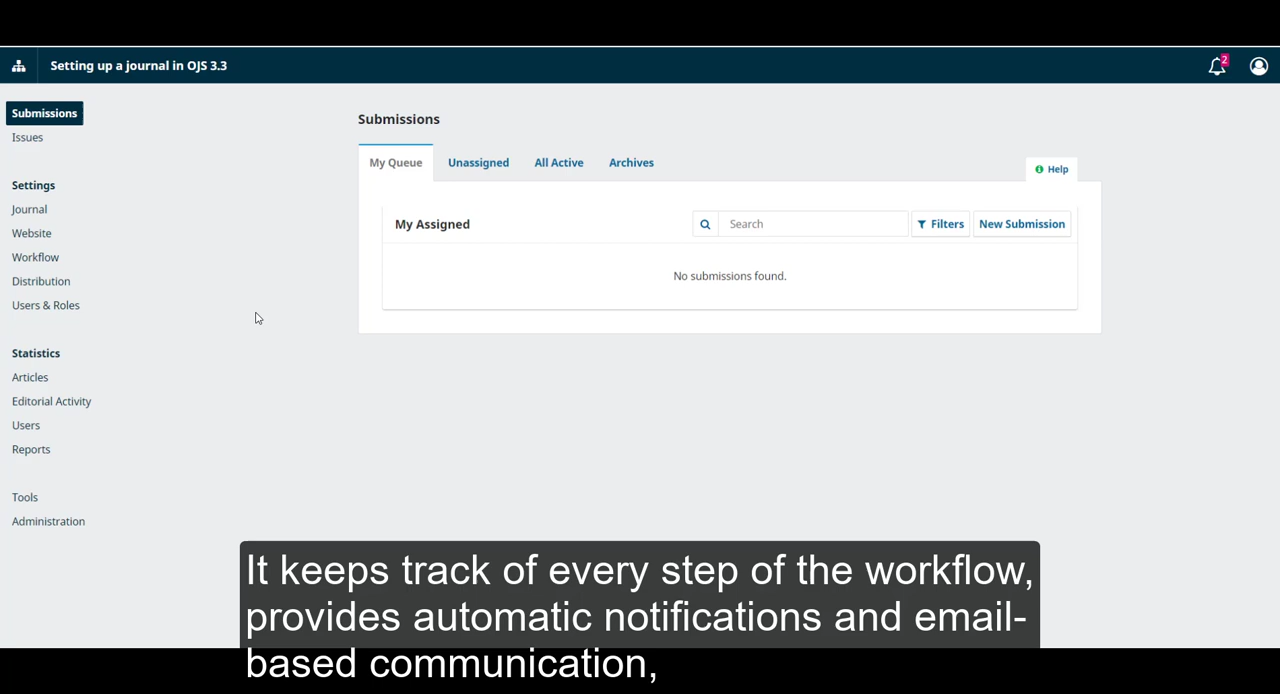 Setting up a journal in OJS 3.3
2
Submissions
Issues
Settings
Journal
Website
Workflow
Distribution
Users & Roles
Statistics
Articles
Editorial Activity
Users
Reports
Tools
Administration
Submissions
My Queue Unassigned All Active Archives
Help
My Assigned Search Filters New Submission
No submissions found.
It keeps track of every step of the workflow,
provides automatic notifications and email-
based communication,